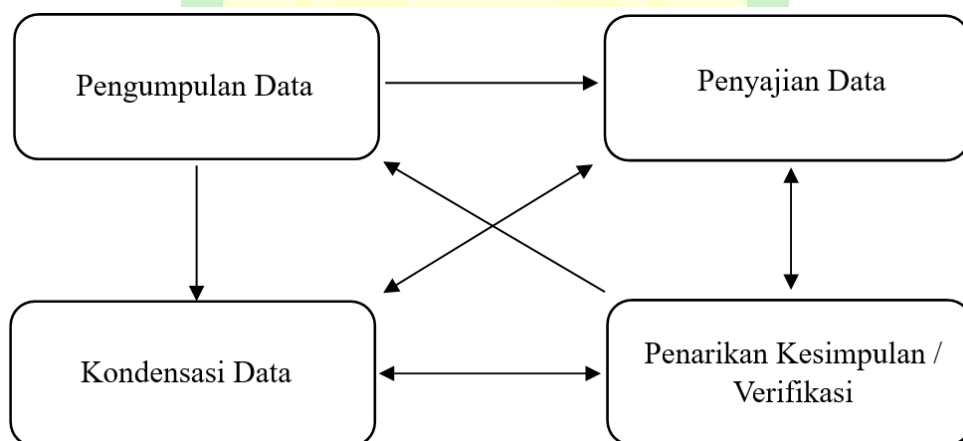 Pengumpulan Data
Penyajian Data
Kondensasi Data
Penarikan Kesimpulan /
Verifikasi